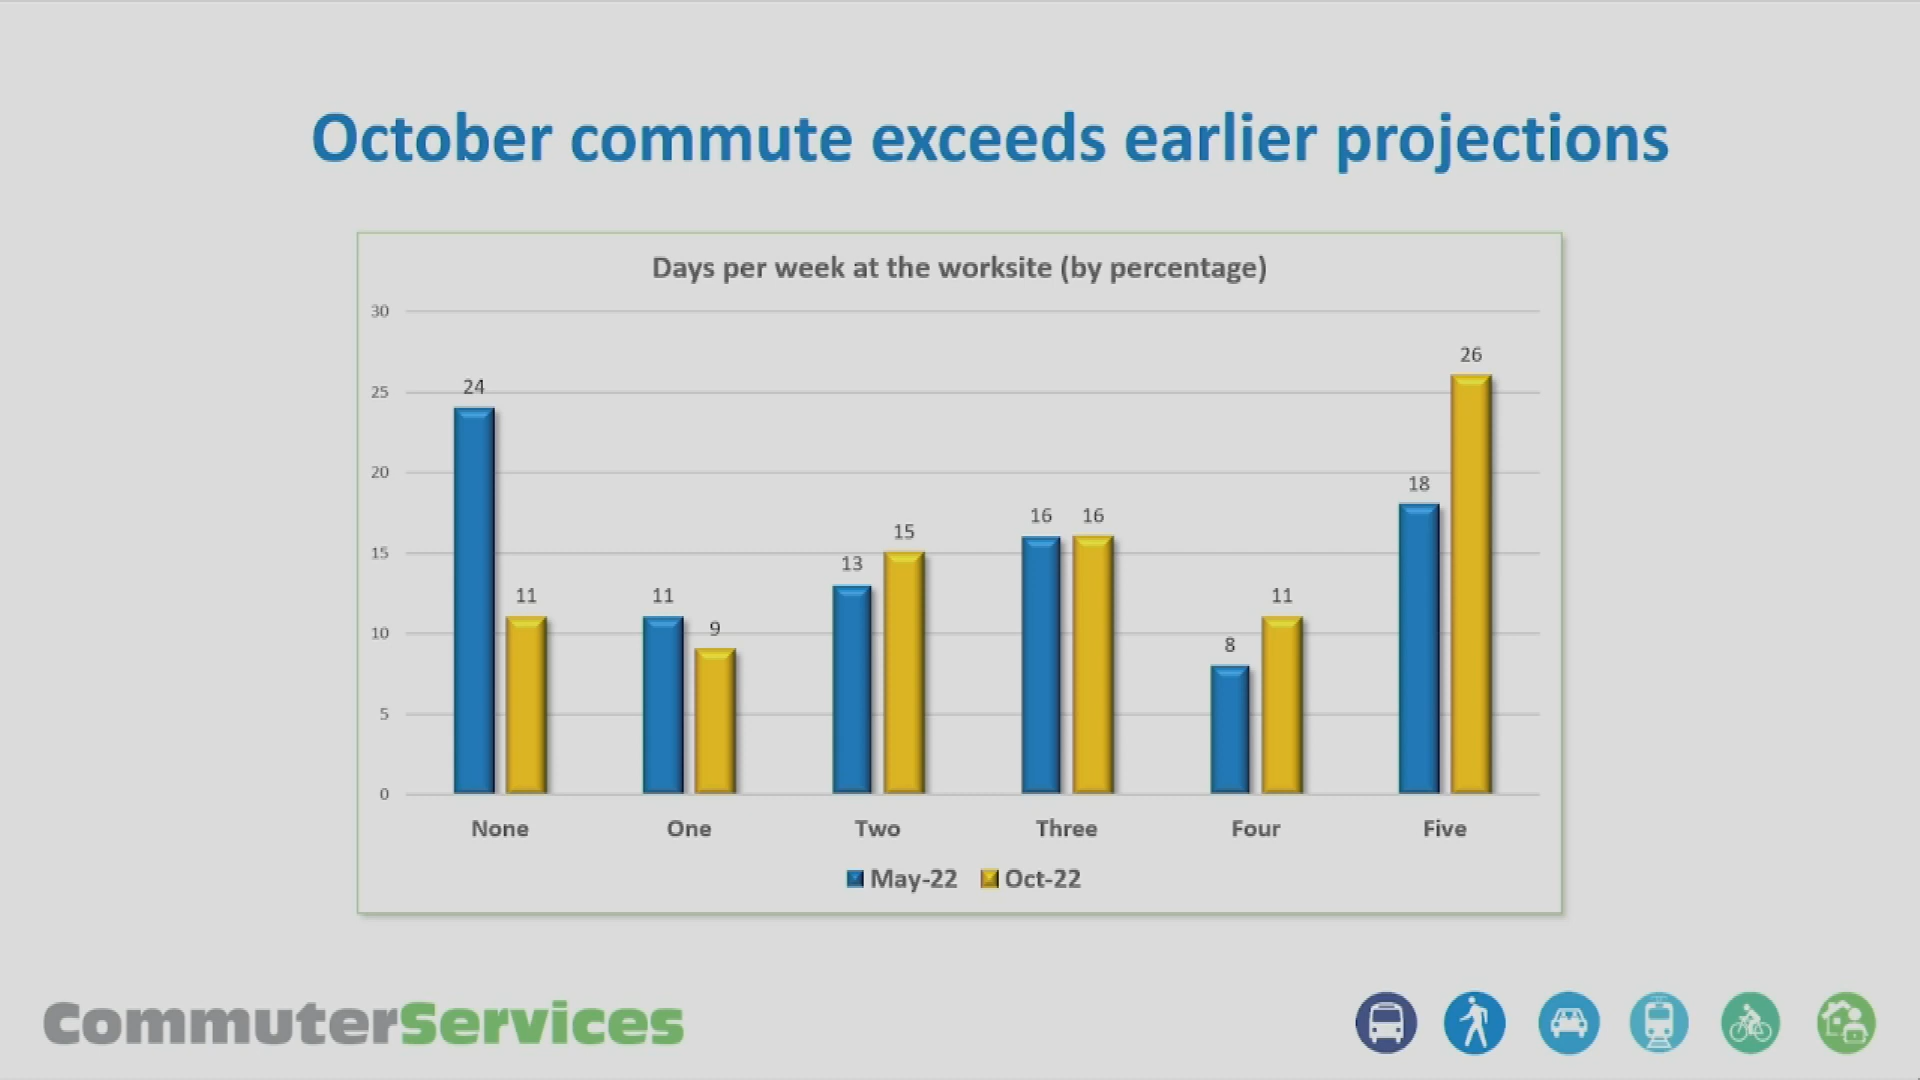 October commute exceeds earlier projections
Days per week at the worksite (by percentage)
30
25
20
15
10
5
0
24
11
11
9
13
15
16
16
8
11
18
26
None
One
Two
Three
Four
Five
May-22
Oct-22
CommuterServices